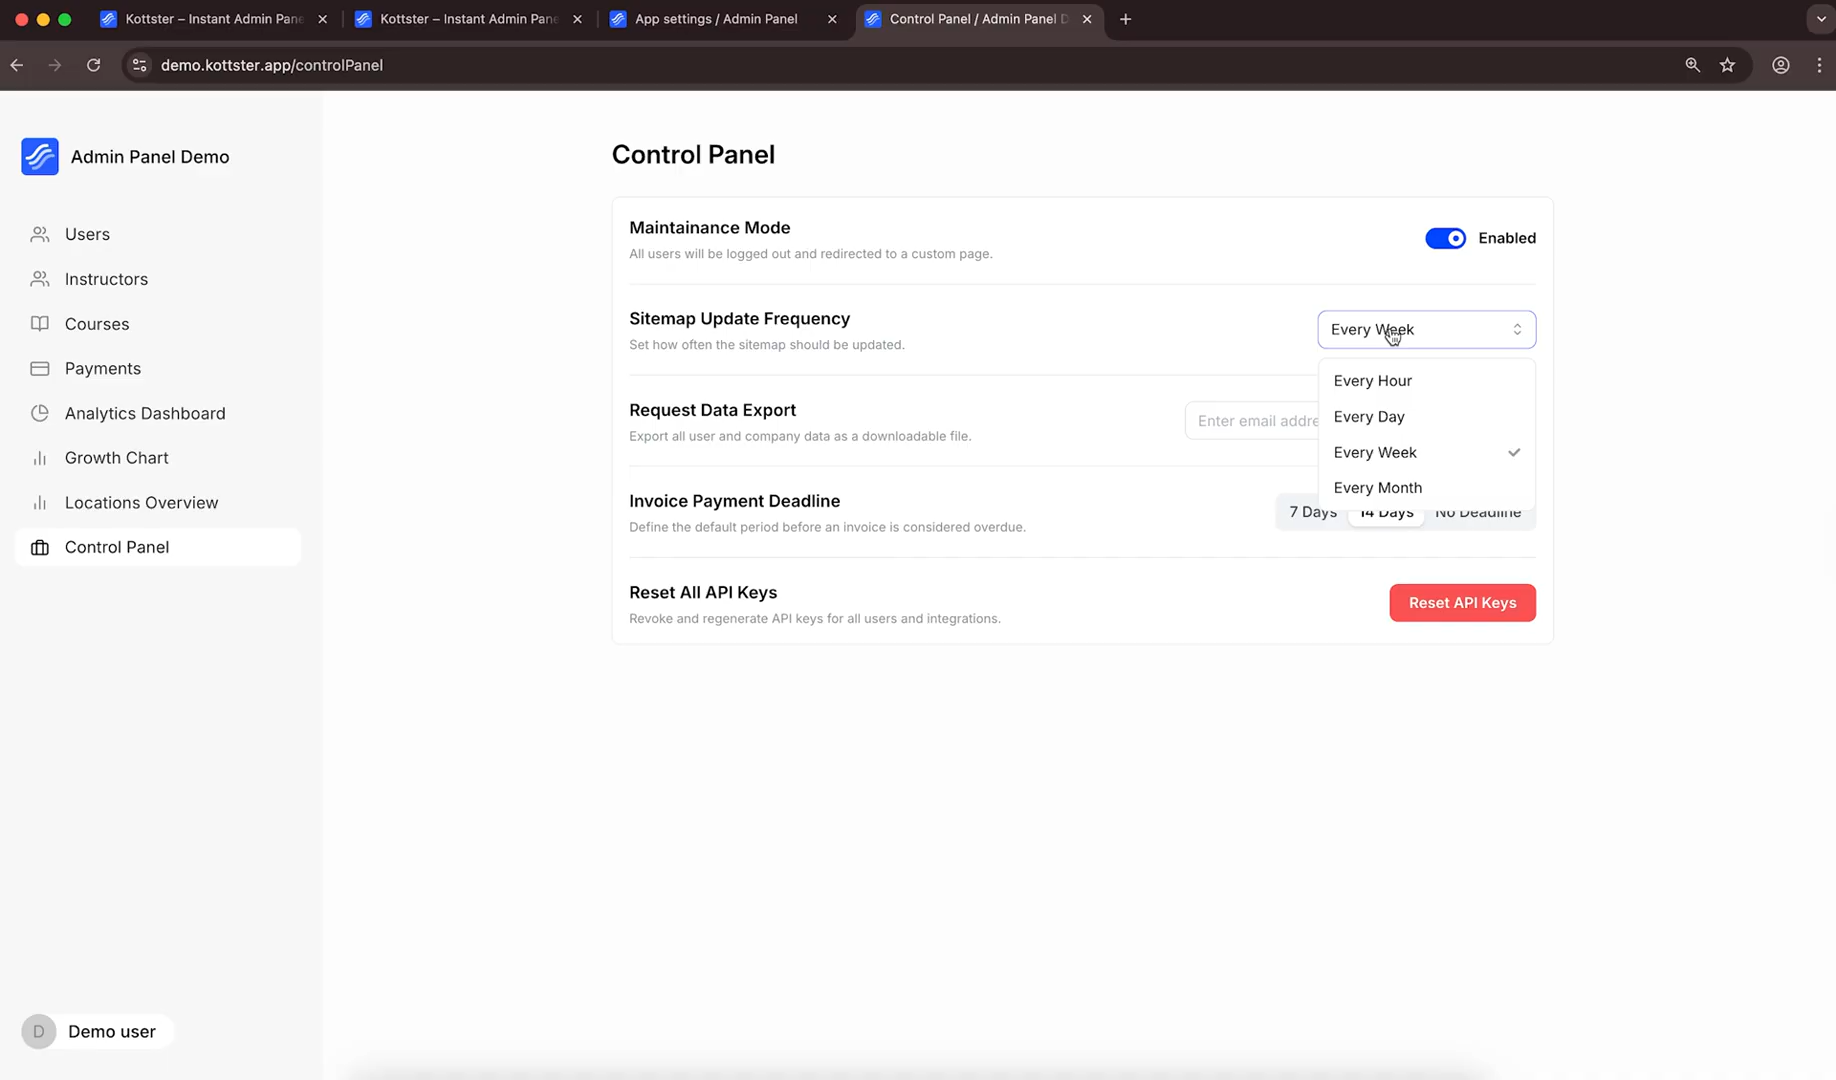 Kottster – Instant Admin Pane
Kottster – Instant Admin Pane
App settings / Admin Panel
Control Panel / Admin Panel D
demo.kottster.app/controlPanel
Admin Panel Demo
Users
Instructors
Courses
Payments
Analytics Dashboard
Growth Chart
Locations Overview
Control Panel
D
Demo user
Control Panel
Maintainance Mode
All users will be logged out and redirected to a custom page.
Enabled
Sitemap Update Frequency
Set how often the sitemap should be updated.
Every Week
Every Hour
Every Day
Every Week
Every Month
Request Data Export
Export all user and company data as a downloadable file.
Enter email addre
Invoice Payment Deadline
Define the default period before an invoice is considered overdue.
7 Days
14 Days
No Deadline
Reset All API Keys
Revoke and regenerate API keys for all users and integrations.
Reset API Keys